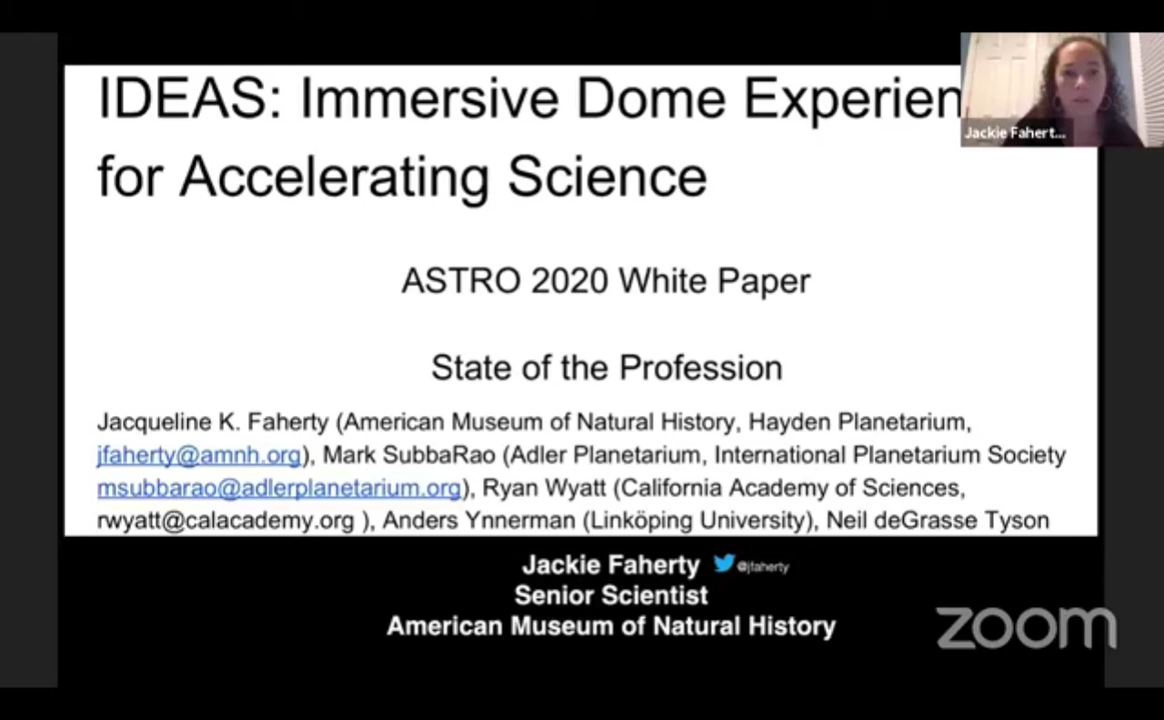 IDEAS: Immersive Dome Experien
for Accelerating Science
Jackie Fahert...
ASTRO 2020 White Paper
State of the Profession
Jacqueline K. Faherty (American Museum of Natural History, Hayden Planetarium,
jfaherty@amnh.org), Mark SubbaRao (Adler Planetarium, International Planetarium Society
msubbarao@adlerplanetarium.org), Ryan Wyatt (California Academy of Sciences,
rwyatt@calacademy.org ), Anders Ynnerman (Linköping University), Neil deGrasse Tyson
Jackie Faherty @jfaherty
Senior Scientist
American Museum of Natural History
zoom